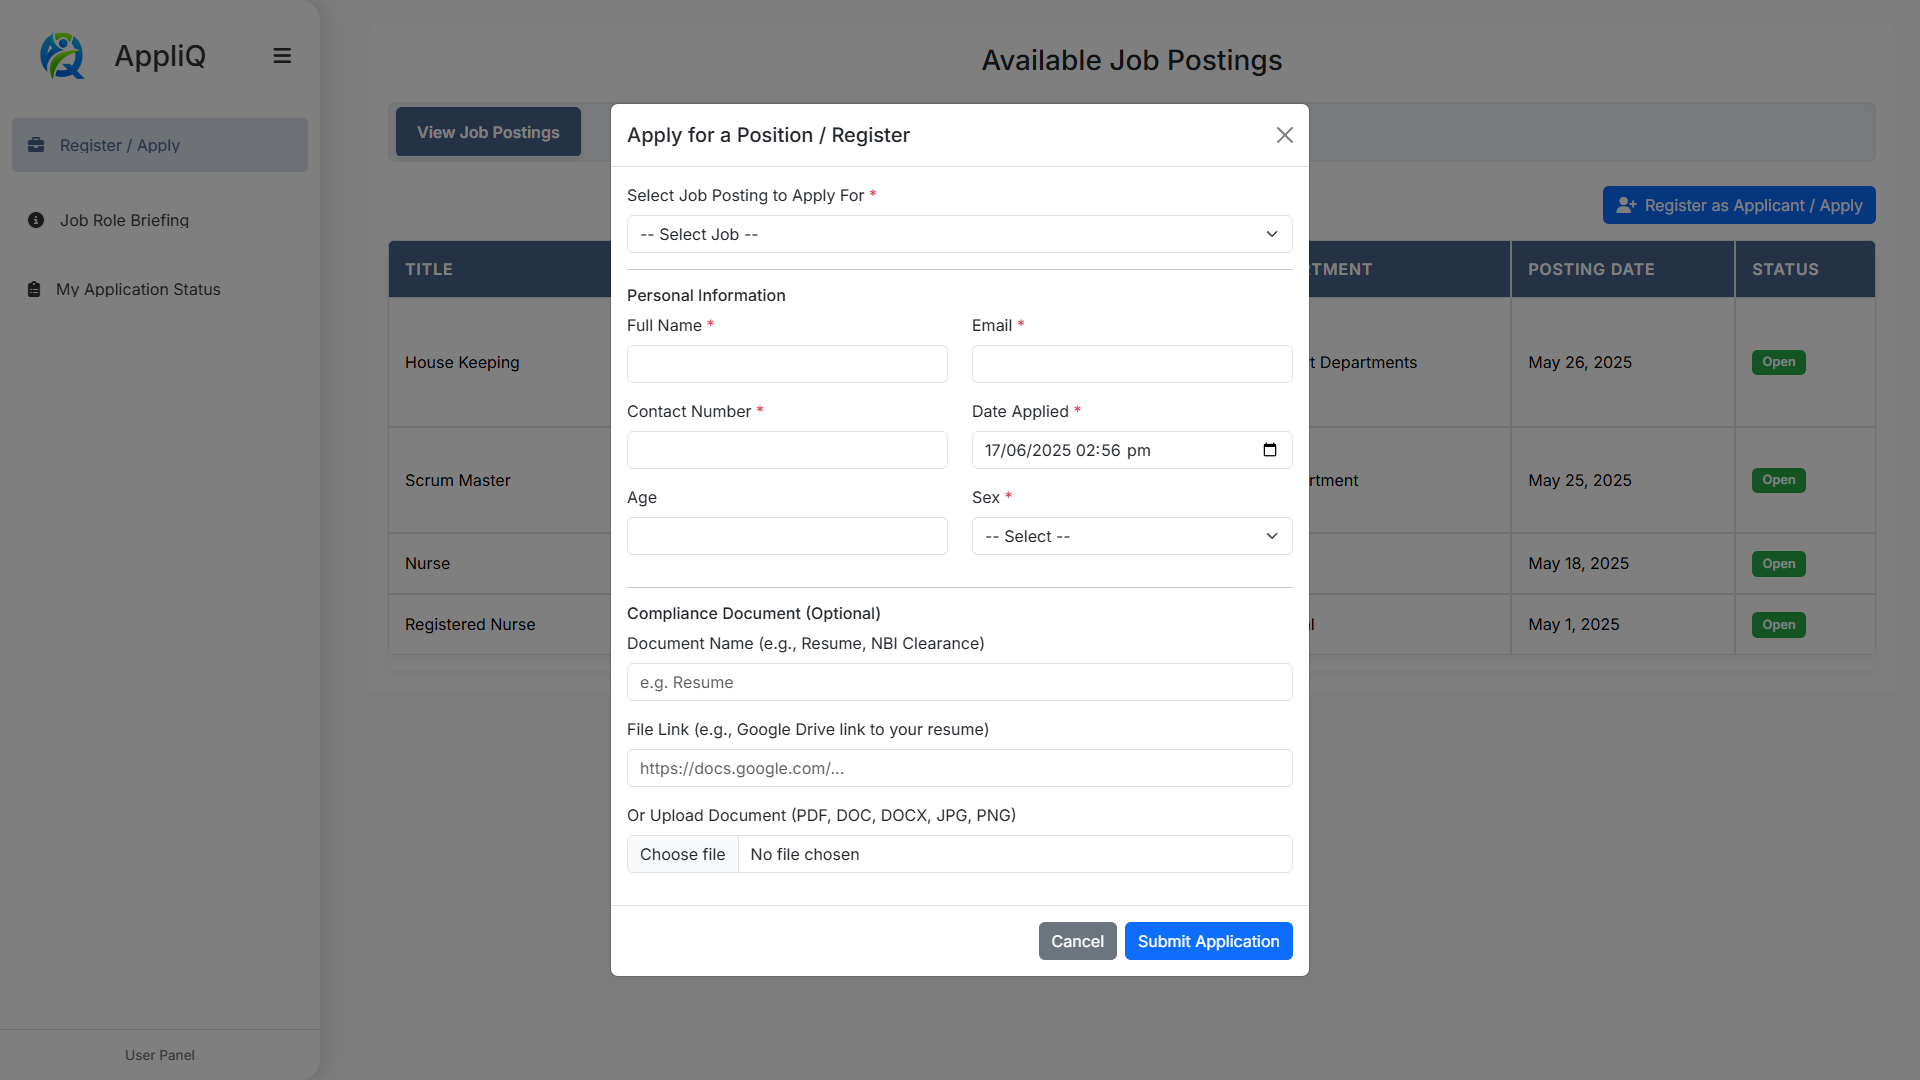 AppliQ
Register / Apply
Job Role Briefing
My Application Status
User Panel
Available Job Postings
View Job Postings
Register as Applicant / Apply
TITLE
TMENT
POSTING DATE
STATUS
House Keeping
t Departments
May 26, 2025
Open
Scrum Master
rtment
May 25, 2025
Open
Nurse
May 18, 2025
Open
Registered Nurse
l
May 1, 2025
Open
Apply for a Position / Register
Select Job Posting to Apply For *
-- Select Job --
Personal Information
Full Name *
Email *
Contact Number *
Date Applied *
17/06/2025 02:56 pm
Age
Sex *
-- Select --
Compliance Document (Optional)
Document Name (e.g., Resume, NBI Clearance)
e.g. Resume
File Link (e.g., Google Drive link to your resume)
https://docs.google.com/...
Or Upload Document (PDF, DOC, DOCX, JPG, PNG)
Choose file
No file chosen
Cancel
Submit Application